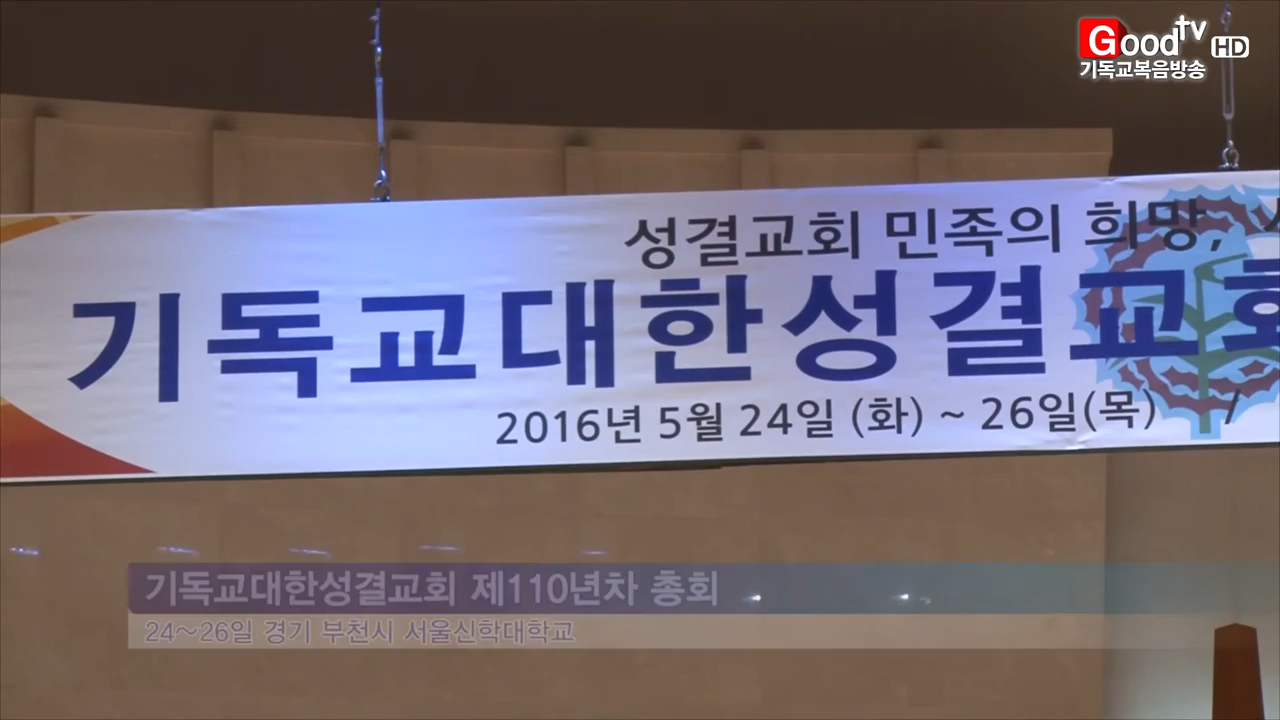 Good tv HD
기독교복음방송
성결교회 민족의 희망,
기독교대한성결교회
2016년 5월 24일 (화) ~ 26일(목) /
기독교대한성결교회 제110년차 총회
24~26일 경기 부천시 서울신학대학교